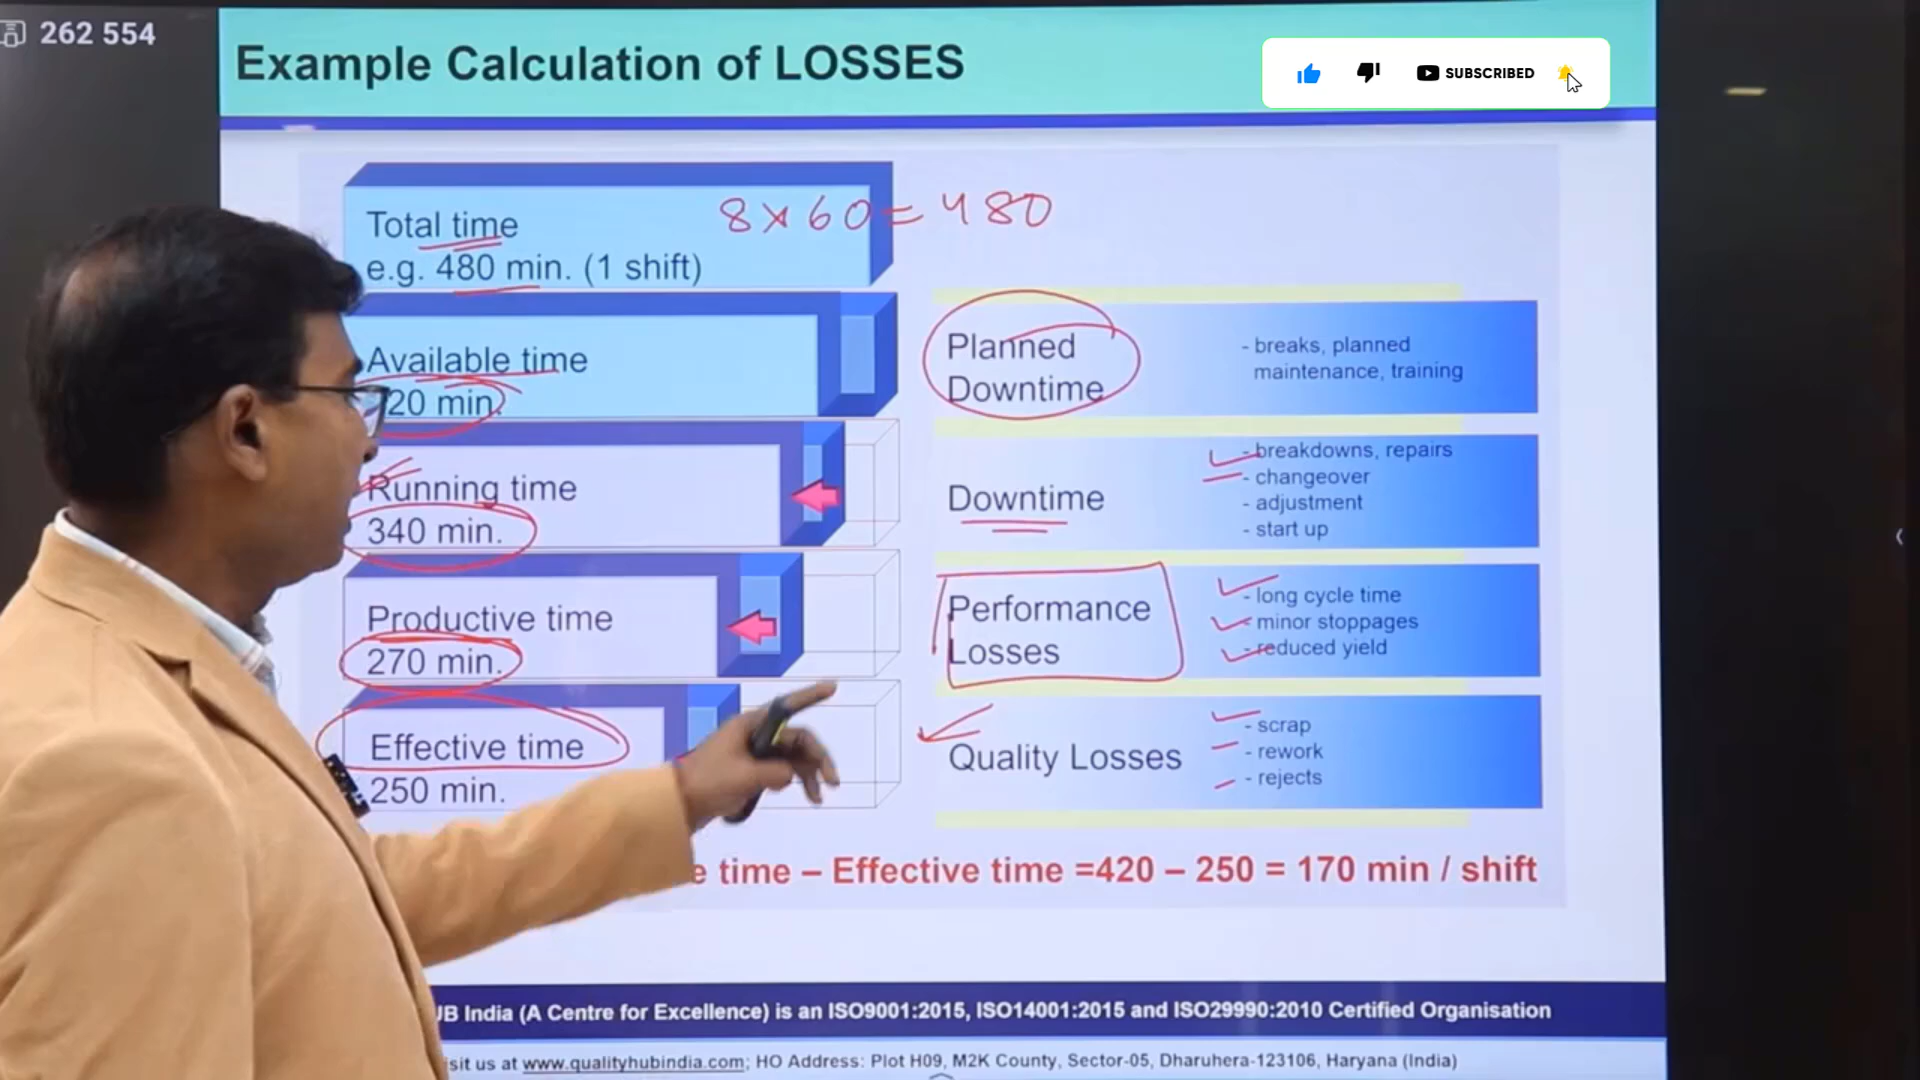 262 554
Example Calculation of LOSSES
SUBSCRIBED
Total time
8 x 60 = 480
e.g. 480 min. (1 shift)
Available time
20 min.
Planned
Downtime
- breaks, planned
maintenance, training
Running time
340 min.
Downtime
- breakdowns, repairs
- changeover
- adjustment
- start up
Productive time
270 min.
Performance
Losses
- long cycle time
- minor stoppages
- reduced yield
Effective time
250 min.
Quality Losses
- scrap
- rework
- rejects
time – Effective time =420 – 250 = 170 min / shift
India (A Centre for Excellence) is an ISO9001:2015, ISO14001:2015 and ISO29990:2010 Certified Organisation
sit us at www.qualityhubindia.com; HO Address: Plot H09, M2K County, Sector-05, Dharuhera-123106, Haryana (India)